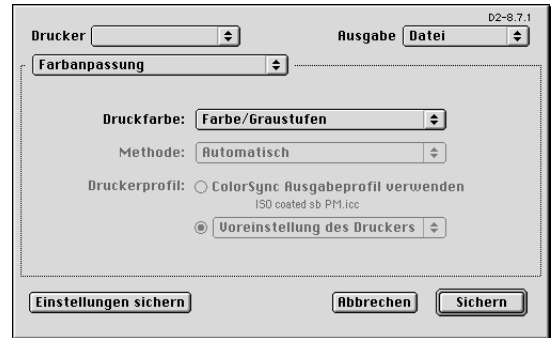 D2-8.7.1
Drucker Ausgabe Datei
Farbanpassung
Druckfarbe: Farbe/Graustufen
Methode: Automatisch
Druckerprofil: ColorSync Ausgabeprofil verwenden
ISO coated sb PM.icc
Voreinstellung des Druckers
Einstellungen sichern Abbrechen Sichern